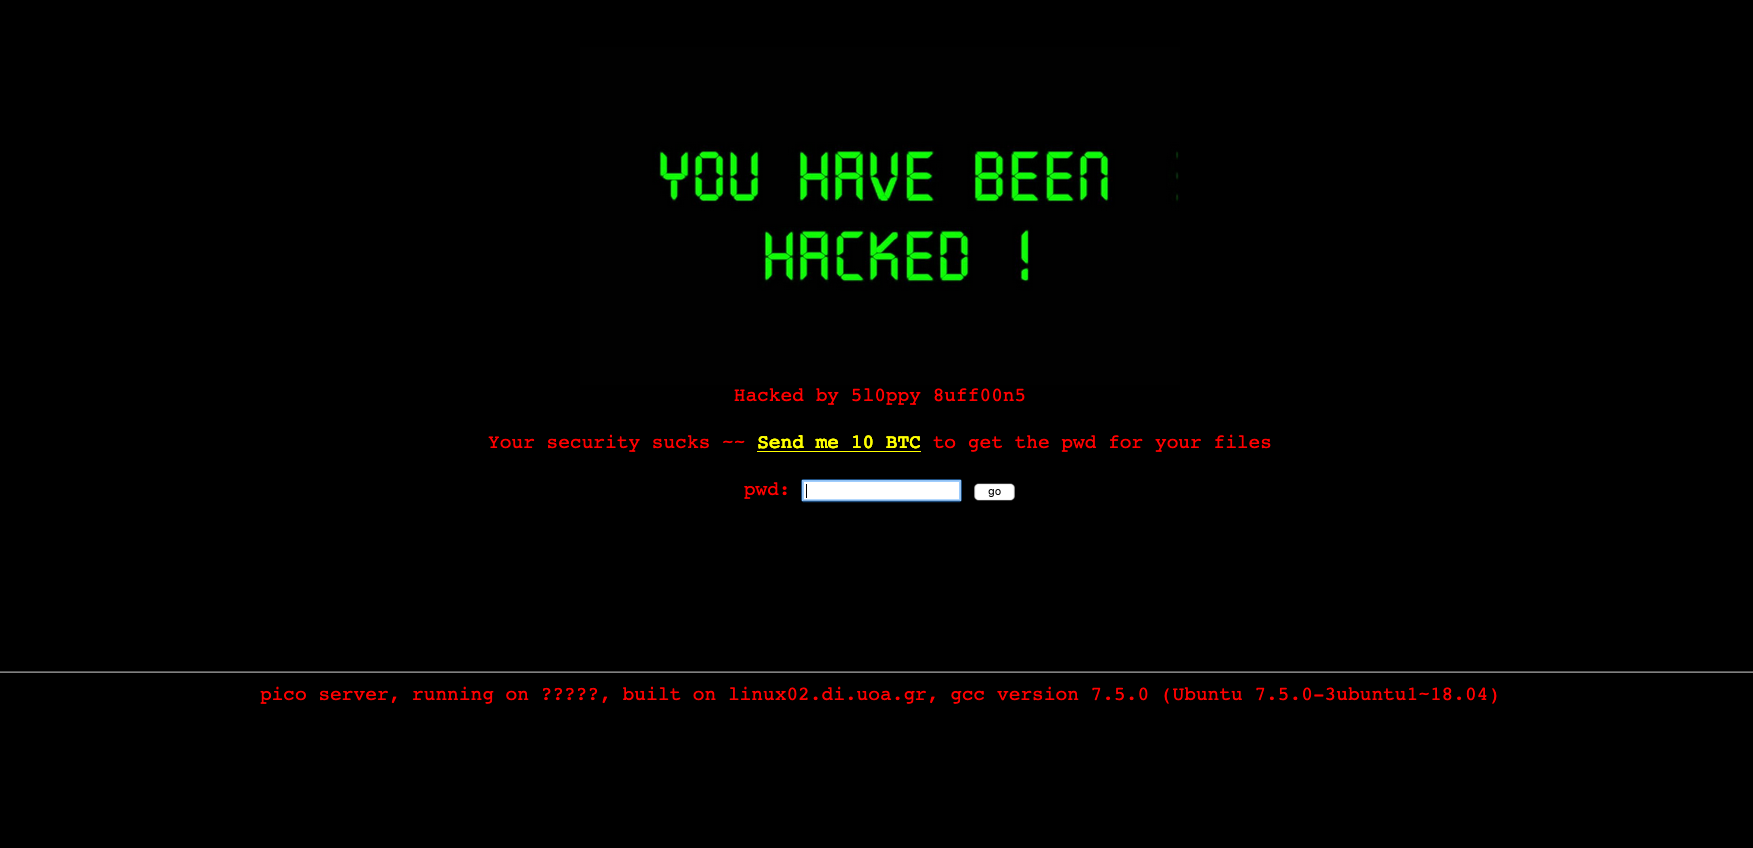 YOU HAVE BEEN
HACKED !
Hacked by 5l0ppy 8uff00n5
Your security sucks -- Send me 10 BTC to get the pwd for your files
pwd:
go
pico server, running on ?????, built on linux02.di.uoa.gr, gcc version 7.5.0 (Ubuntu 7.5.0-3ubuntu1~18.04)